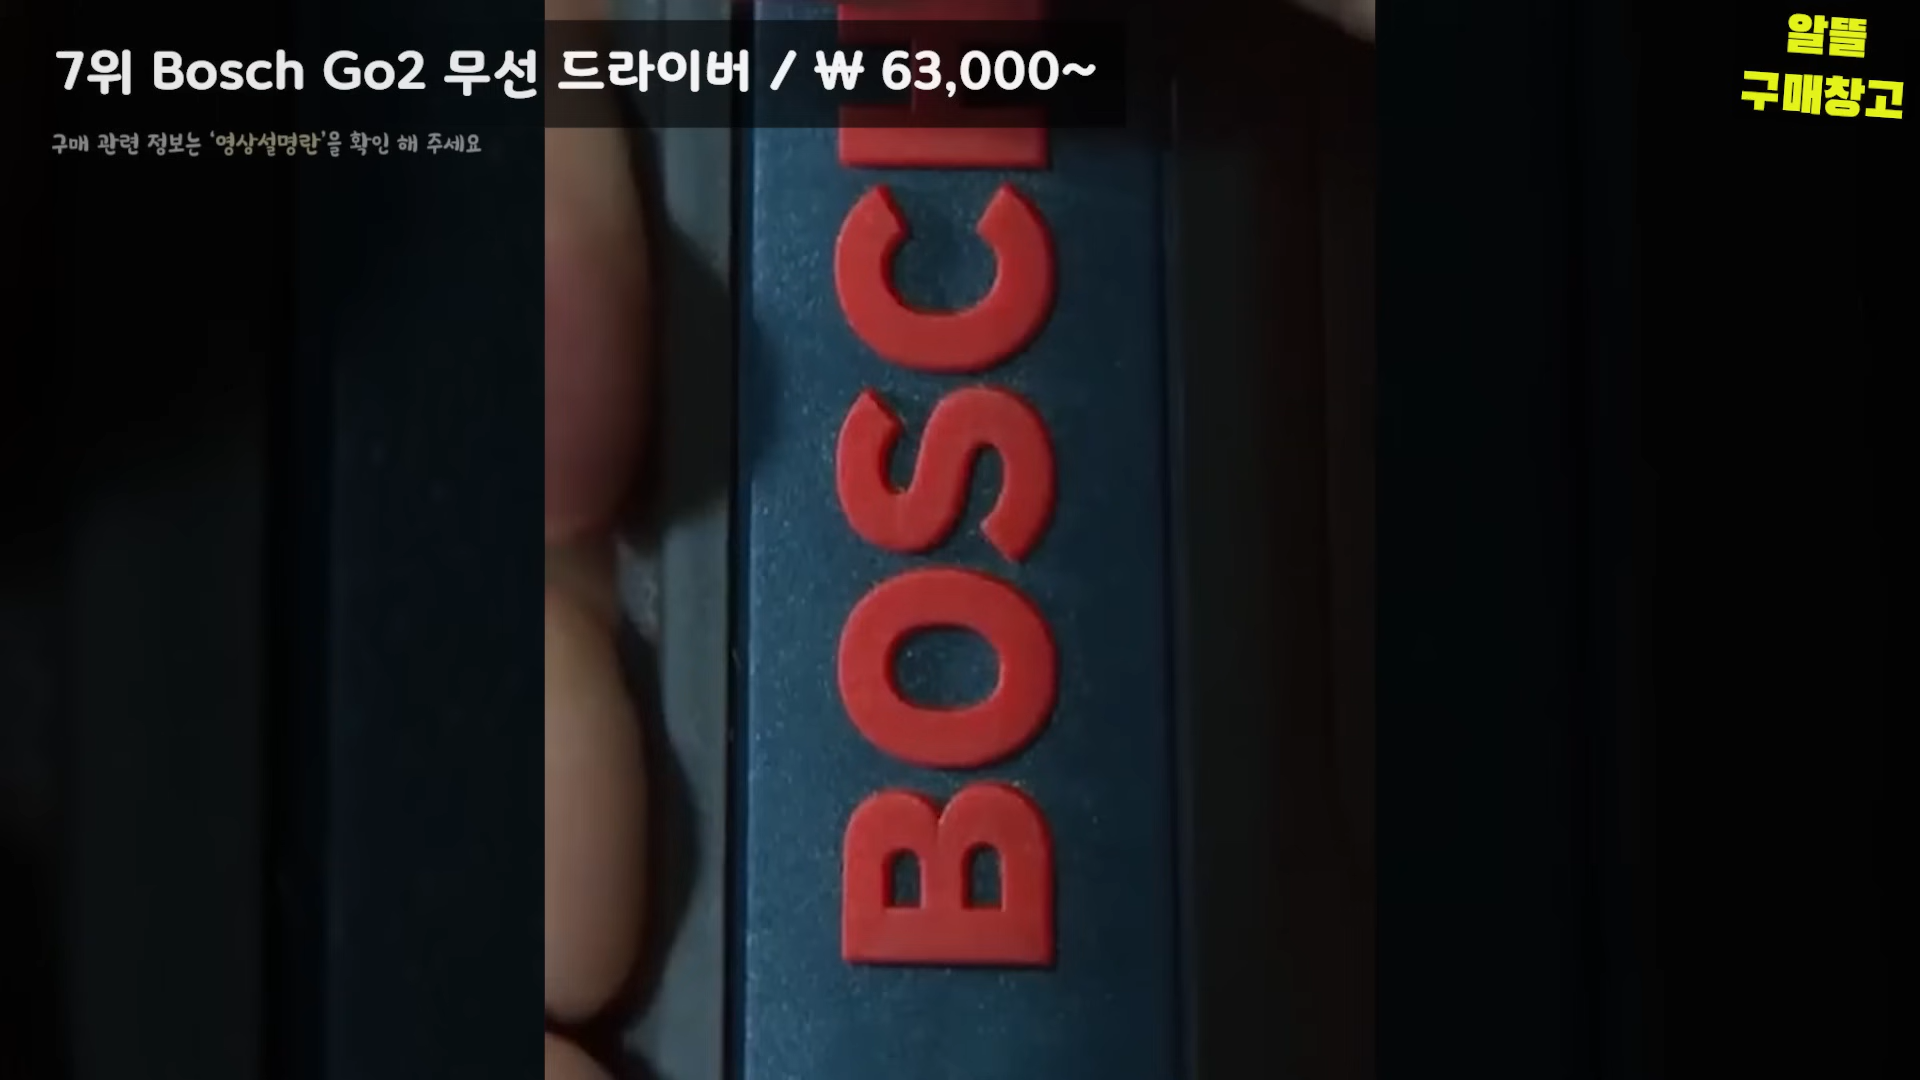 7위 Bosch Go2 무선 드라이버 / ₩ 63,000~
구매 관련 정보는 ‘영상설명란’을 확인 해 주세요
알뜰
구매창고
BOSCH